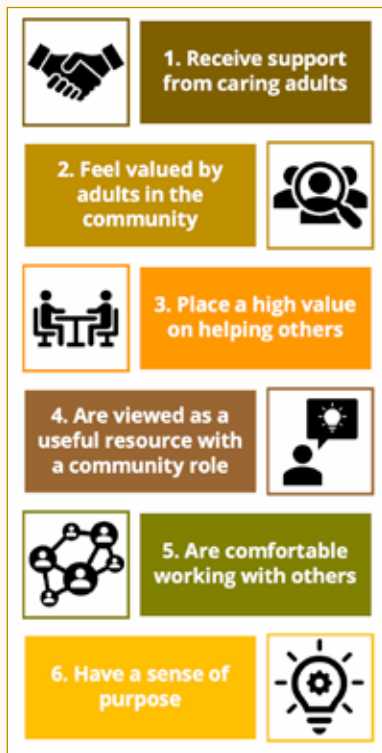 1. Receive support
from caring adults
2. Feel valued by
adults in the
community
3. Place a high value
on helping others
4. Are viewed as a
useful resource with
a community role
5. Are comfortable
working with others
6. Have a sense of
purpose